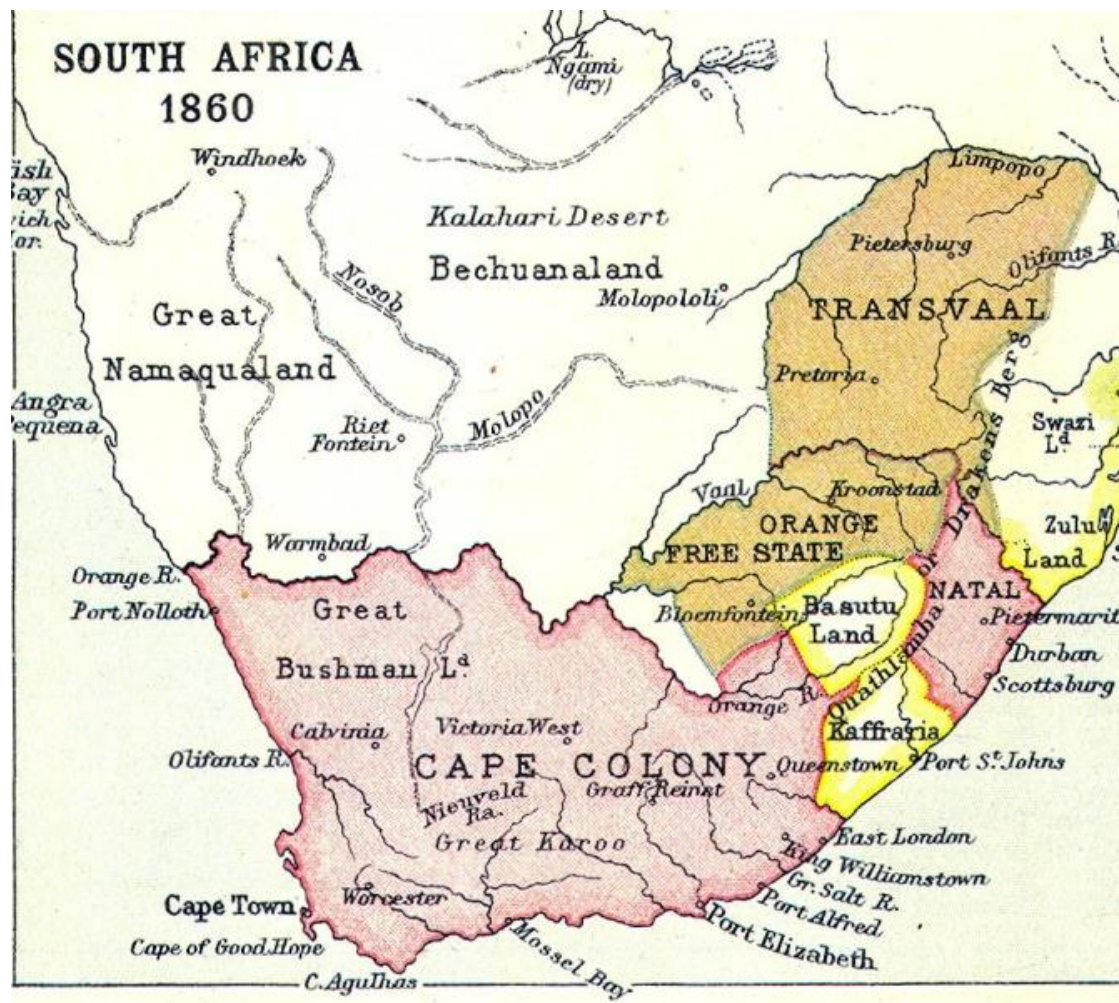 SOUTH AFRICA
1860
L.
Ngami
(dry)
Windhoek
Limpopo
Kalahari Desert
Bechuanaland
Molopololi
Pietersburg
Olifants R.
TRANSVAAL
Nosob
Great
Namaqualand
Pretoria
Drakens Berg
Angra
Pequena
Riet
Fontein
Molopo
Swazi
Ld.
Vaal
Kroonstad
ORANGE
FREE STATE
Zulu
Land
Warmbad
Orange R.
Port Nolloth
Great
Bushman Ld.
Bloemfontein
Basutu
Land
NATAL
Pietermarit
Durban
Scottsburg
Quathlamba or
Orange R.
Kaffraria
Calvinia
Victoria West
Olifants R.
CAPE COLONY
Queenstown
Port St. Johns
Nieuveld
Ra.
Graff Reinet
Great Karoo
East London
King Williamstown
Gr. Salt R.
Port Alfred
Port Elizabeth
Worcester
Cape Town
Cape of Good Hope
Mossel Bay
C. Agulhas